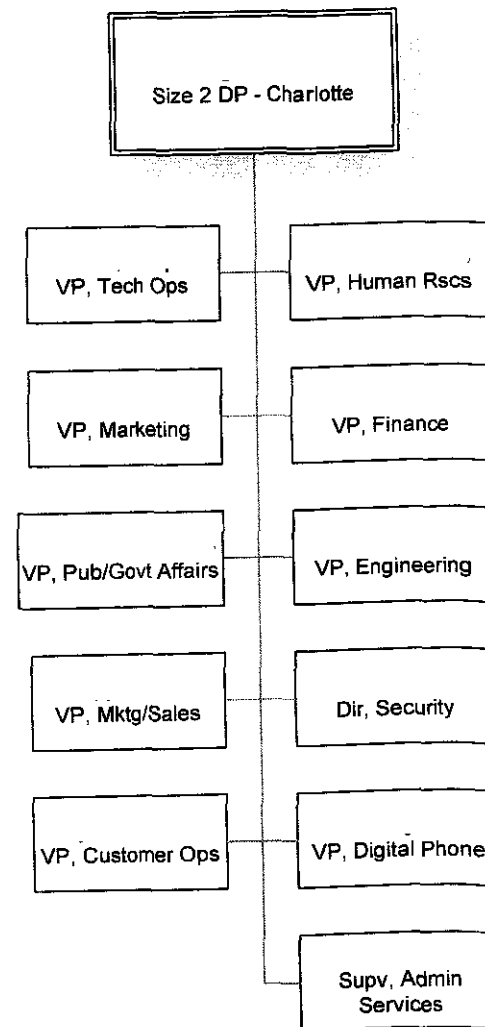 Size 2 DP - Charlotte
VP, Tech Ops
VP, Human Rscs
VP, Marketing
VP, Finance
VP, Pub/Govt Affairs
VP, Engineering
VP, Mktg/Sales
Dir, Security
VP, Customer Ops
VP, Digital Phone
Supv, Admin
Services